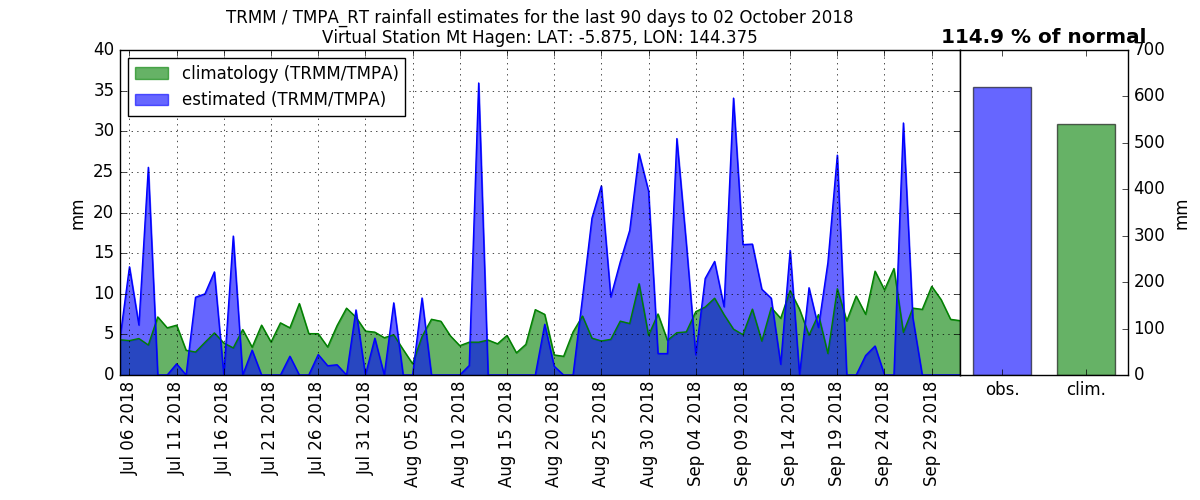 TRMM / TMPA_RT rainfall estimates for the last 90 days to 02 October 2018
Virtual Station Mt Hagen: LAT: -5.875, LON: 144.375
114.9 % of normal
climatology (TRMM/TMPA)
estimated (TRMM/TMPA)
40
35
30
25
20
15
10
5
0
mm
Jul 06 2018
Jul 11 2018
Jul 16 2018
Jul 21 2018
Jul 26 2018
Jul 31 2018
Aug 05 2018
Aug 10 2018
Aug 15 2018
Aug 20 2018
Aug 25 2018
Aug 30 2018
Sep 04 2018
Sep 09 2018
Sep 14 2018
Sep 19 2018
Sep 24 2018
Sep 29 2018
obs.
clim.
700
600
500
400
300
200
100
0
mm